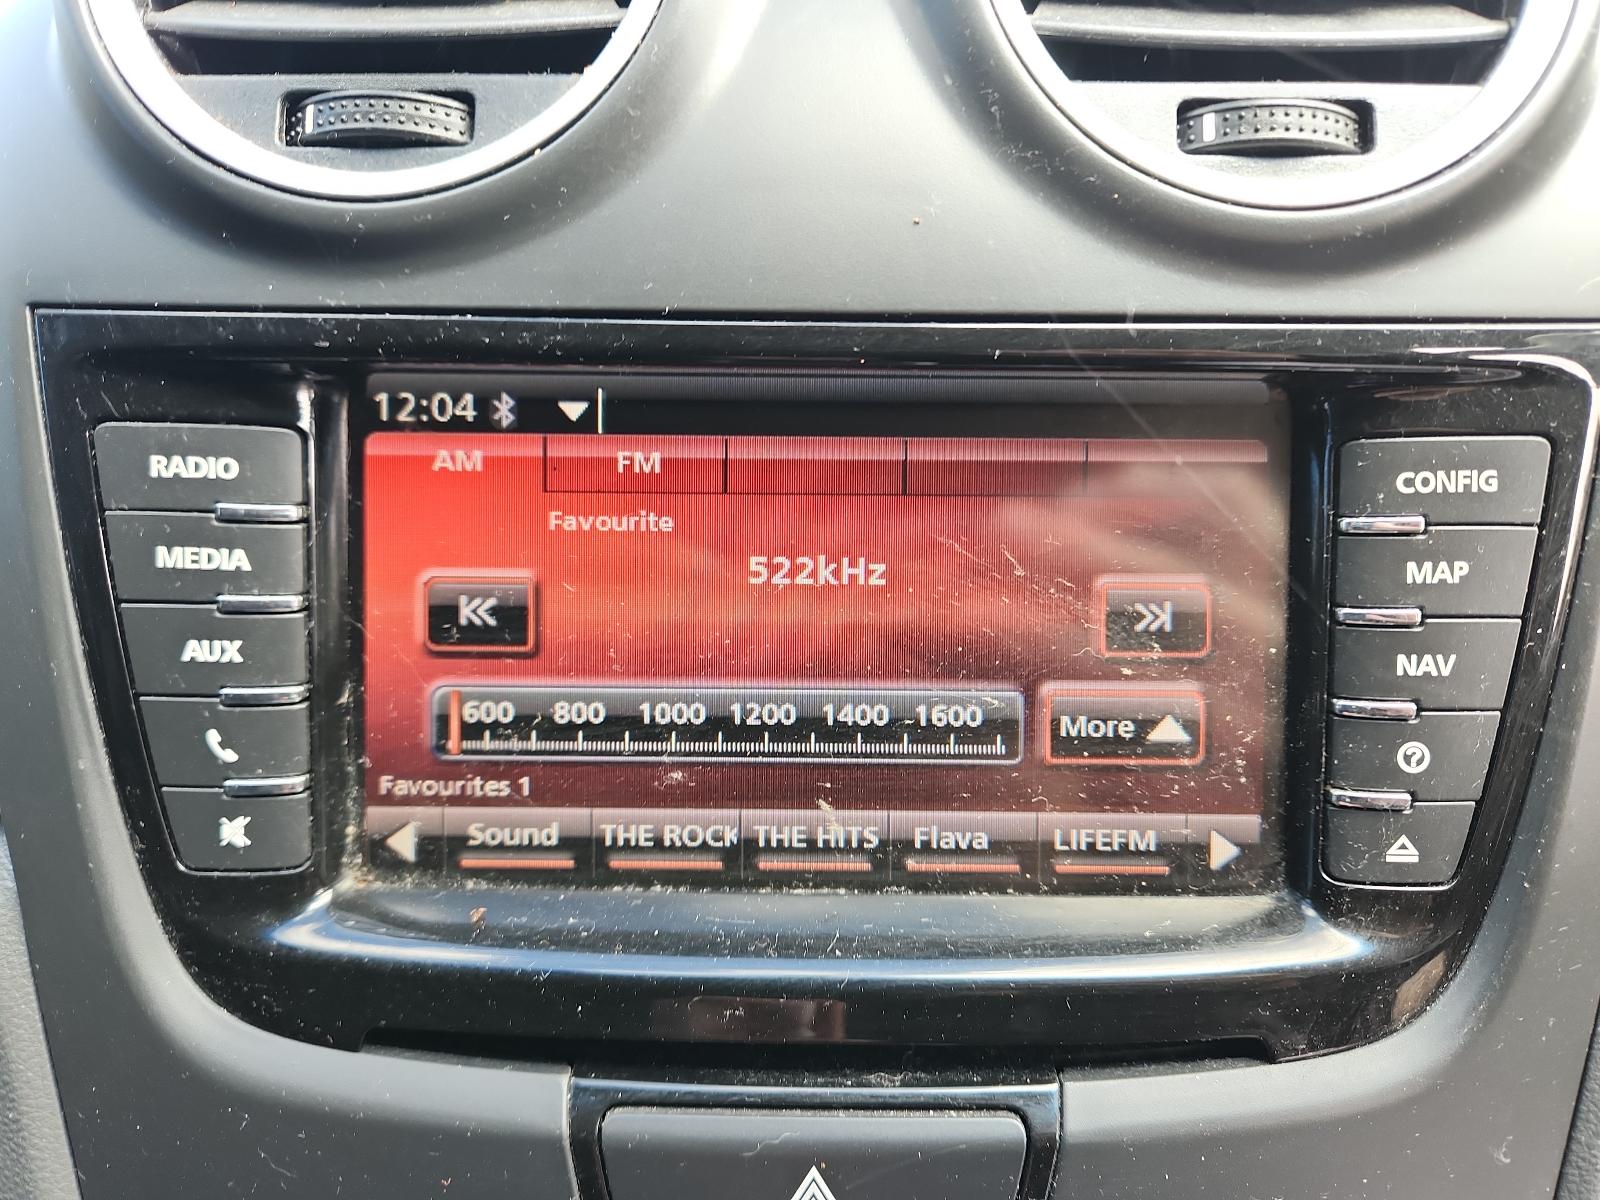 12:04
AM FM
RADIO
CONFIG
Favourite
MEDIA
522kHz
MAP
AUX
NAV
600 800 1000 1200 1400 1600
More
Favourites 1
Sound THE ROCK THE HITS Flava LIFEFM